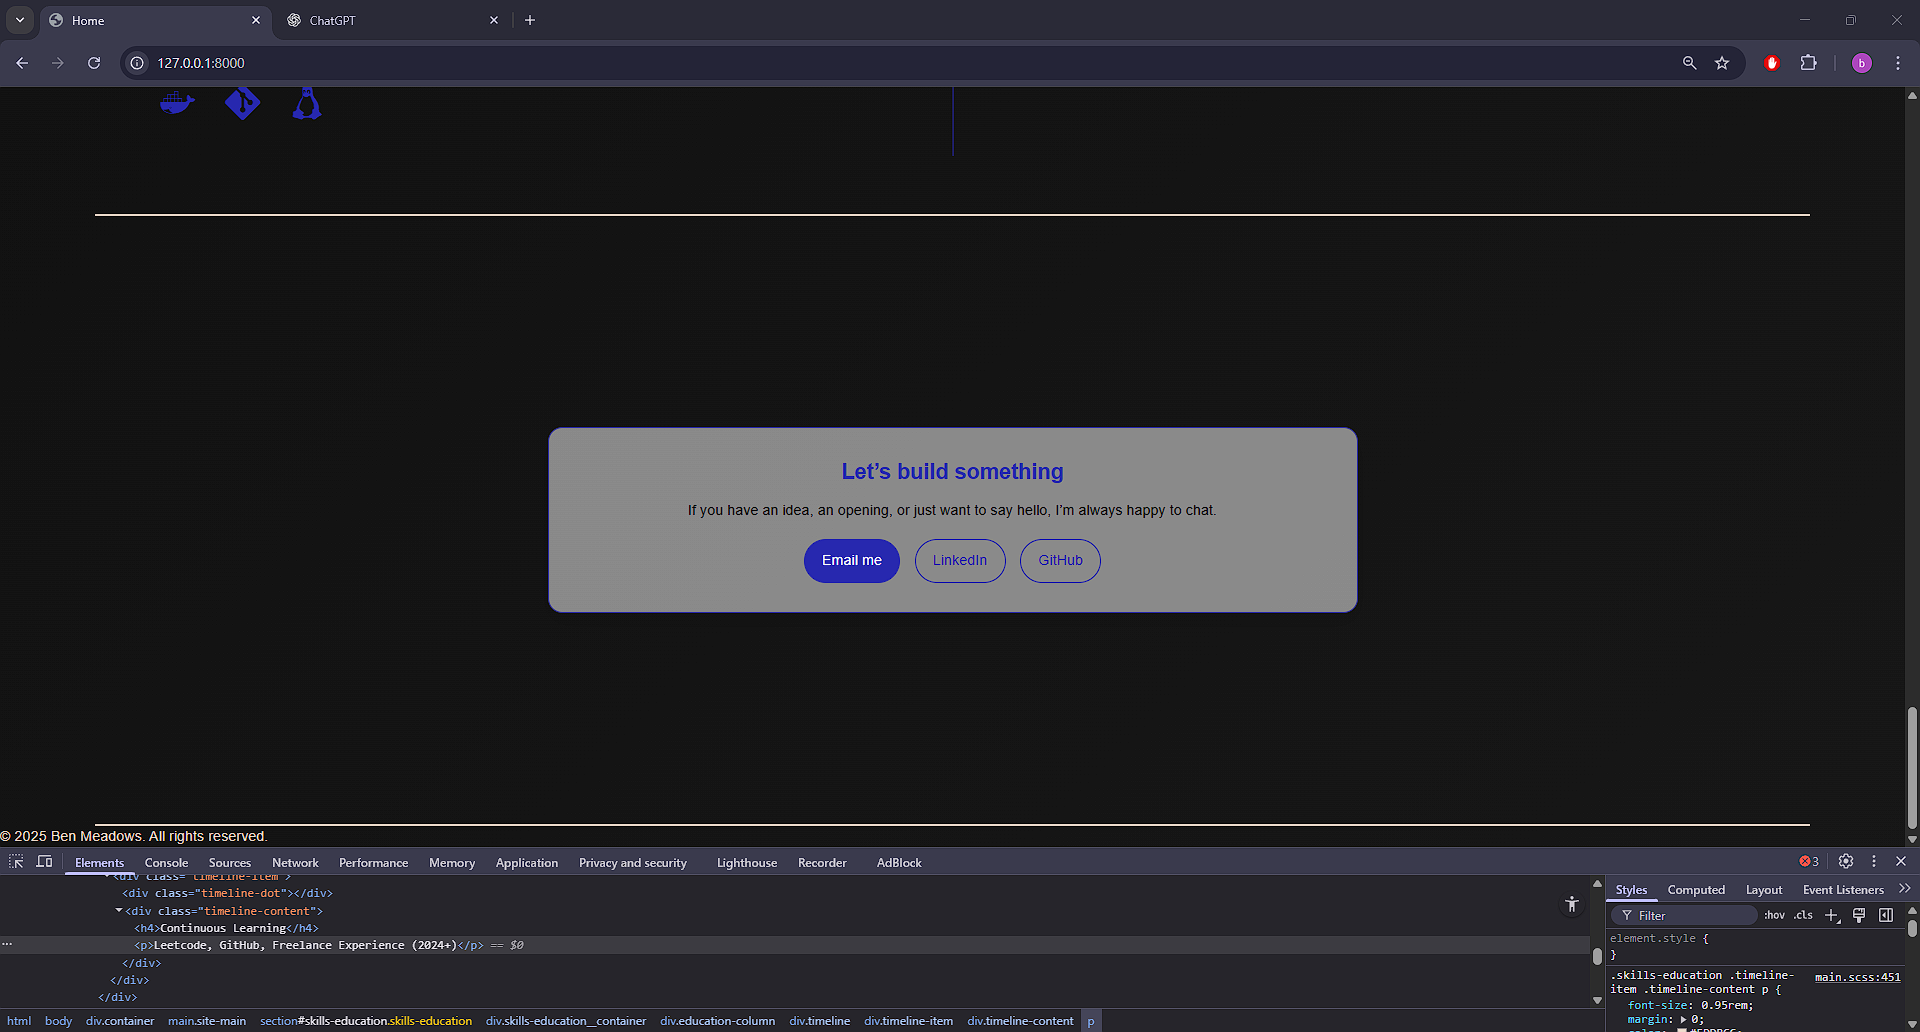 Home
ChatGPT
127.0.0.1:8000
b
Let’s build something
If you have an idea, an opening, or just want to say hello, I’m always happy to chat.
Email me
LinkedIn
GitHub
© 2025 Ben Meadows. All rights reserved.
Elements Console Sources Network Performance Memory Application Privacy and security Lighthouse Recorder AdBlock
3
<div class="timeline-item">
<div class="timeline-dot"></div>
<div class="timeline-content">
<h4>Continuous Learning</h4>
... <p>Leetcode, GitHub, Freelance Experience (2024+)</p> == $0
</div>
</div>
</div>
html body div.container main.site-main section#skills-education.skills-education div.skills-education__container div.education-column div.timeline div.timeline-item div.timeline-content p
Styles Computed Layout Event Listeners
Filter :hov .cls
element.style {
}
.skills-education .timeline- main.scss:451
item .timeline-content p {
font-size: 0.95rem;
margin: 0;